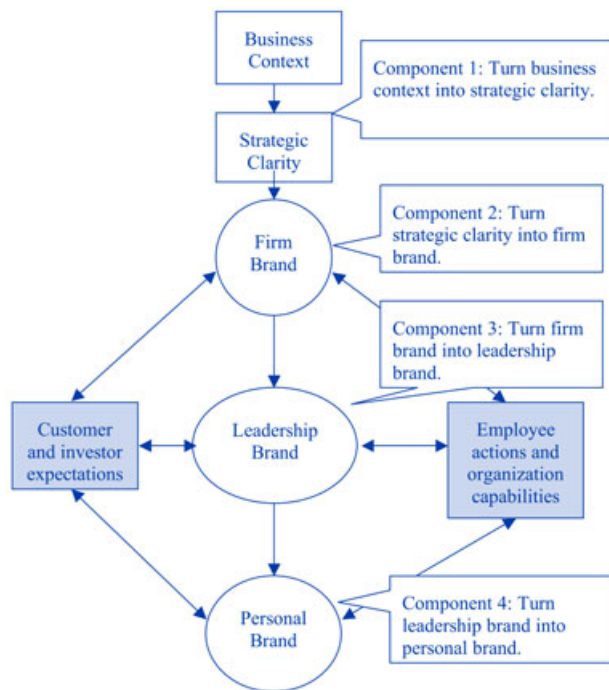 Business
Context
Component 1: Turn business
context into strategic clarity.
Strategic
Clarity
Component 2: Turn
strategic clarity into firm
brand.
Firm
Brand
Component 3: Turn firm
brand into leadership
brand.
Customer
and investor
expectations
Leadership
Brand
Employee
actions and
organization
capabilities
Component 4: Turn
leadership brand into
personal brand.
Personal
Brand